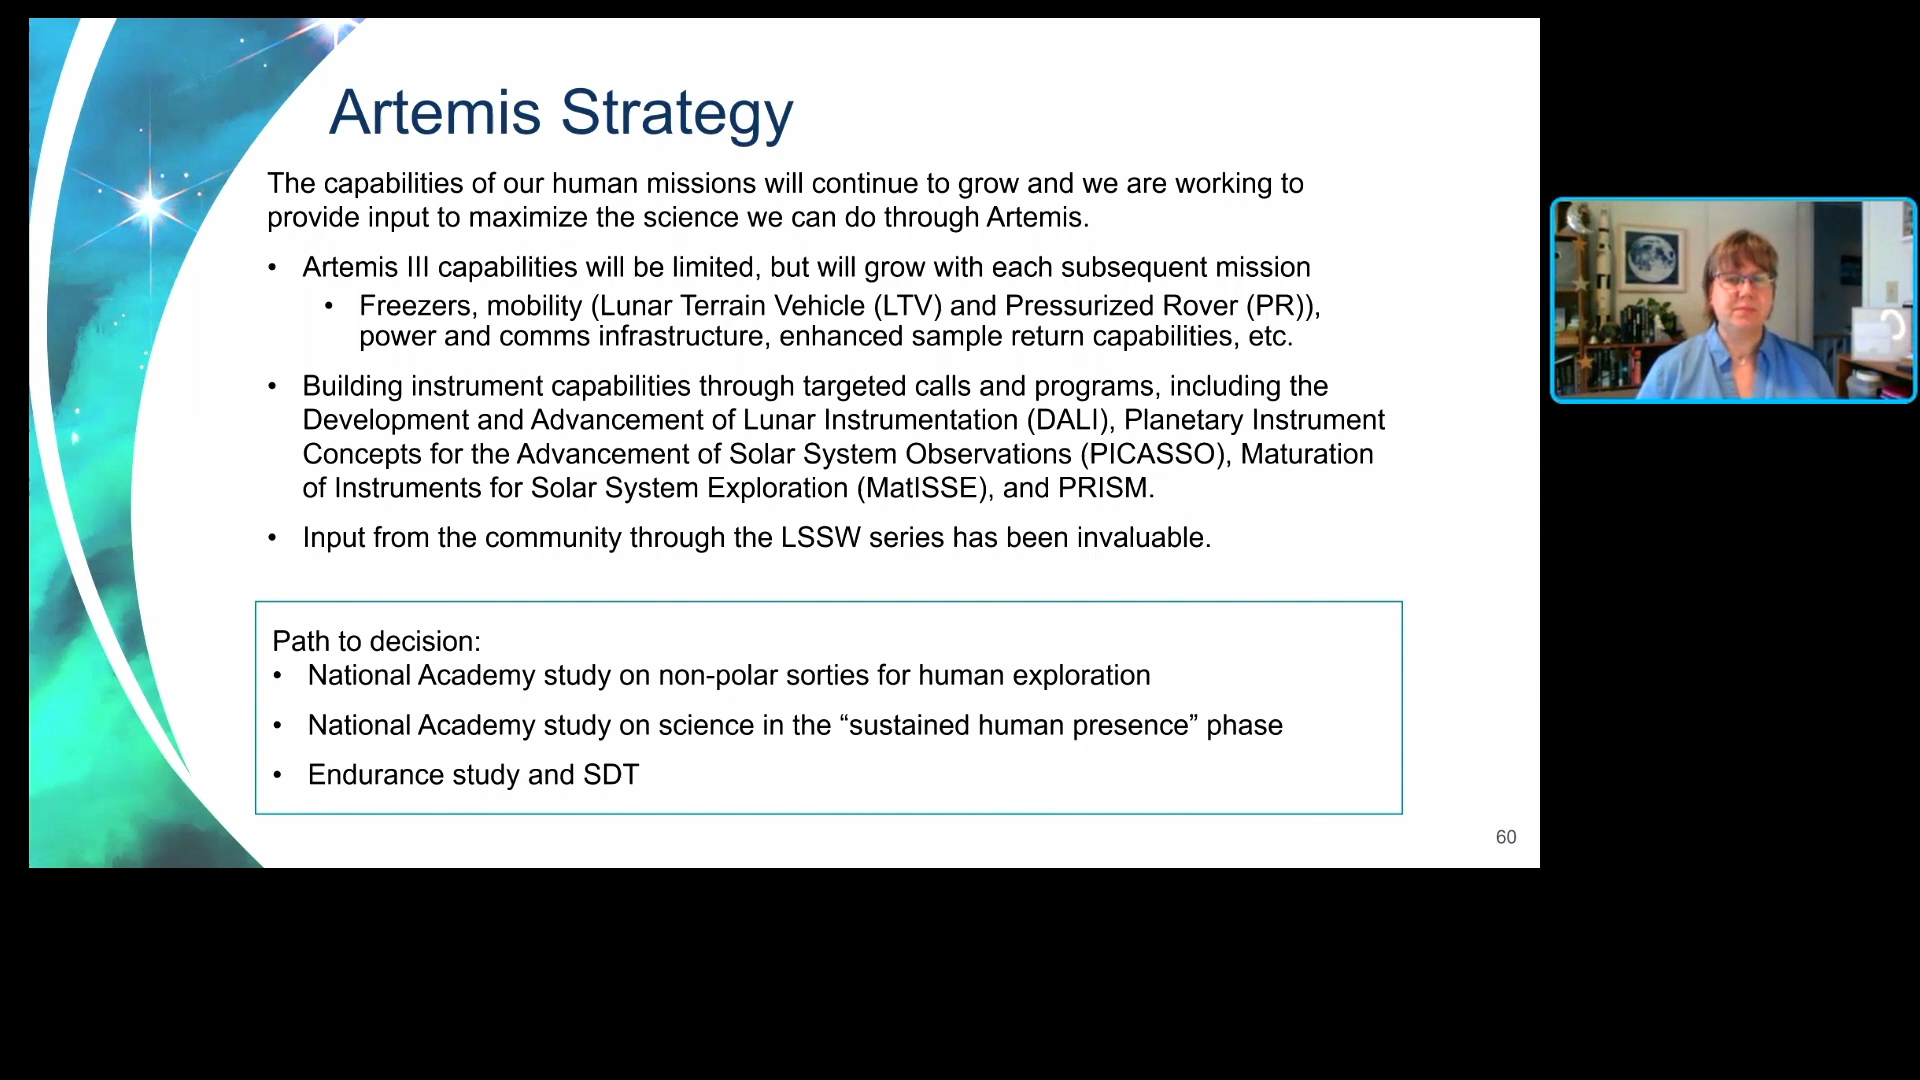 Artemis Strategy
The capabilities of our human missions will continue to grow and we are working to
provide input to maximize the science we can do through Artemis.
• Artemis III capabilities will be limited, but will grow with each subsequent mission
• Freezers, mobility (Lunar Terrain Vehicle (LTV) and Pressurized Rover (PR)),
power and comms infrastructure, enhanced sample return capabilities, etc.
• Building instrument capabilities through targeted calls and programs, including the
Development and Advancement of Lunar Instrumentation (DALI), Planetary Instrument
Concepts for the Advancement of Solar System Observations (PICASSO), Maturation
of Instruments for Solar System Exploration (MatISSE), and PRISM.
• Input from the community through the LSSW series has been invaluable.
Path to decision:
• National Academy study on non-polar sorties for human exploration
• National Academy study on science in the “sustained human presence” phase
• Endurance study and SDT
60